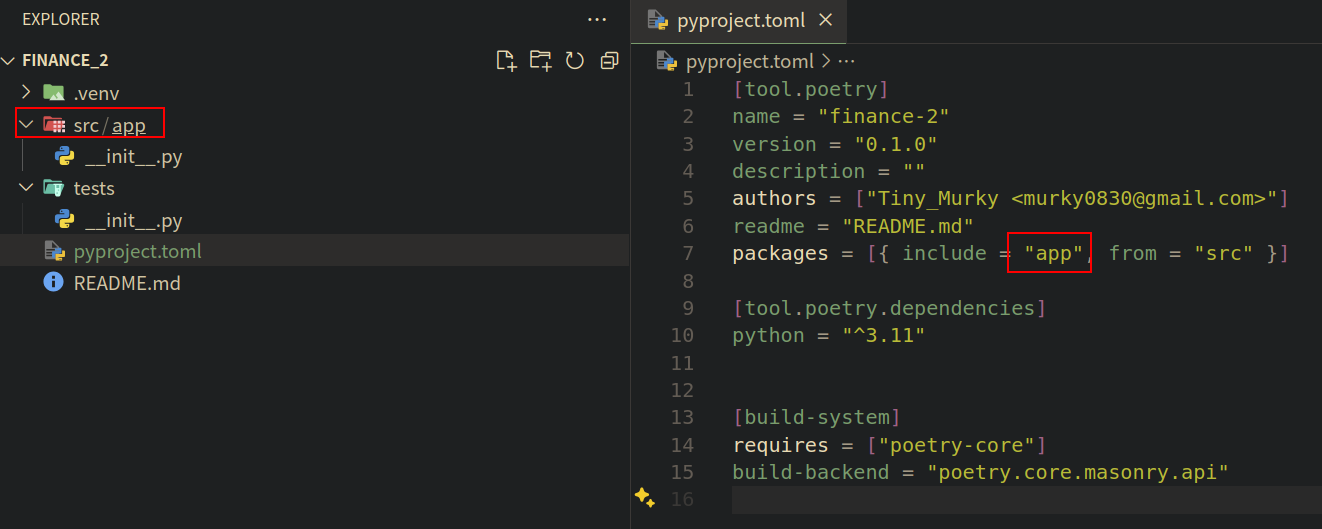 EXPLORER
FINANCE_2
.venv
src/app
__init__.py
tests
__init__.py
pyproject.toml
README.md
pyproject.toml
pyproject.toml > ...
1 [tool.poetry]
2 name = "finance-2"
3 version = "0.1.0"
4 description = ""
5 authors = ["Tiny_Murky <murky0830@gmail.com>"]
6 readme = "README.md"
7 packages = [{ include = "app", from = "src" }]
8
9 [tool.poetry.dependencies]
10 python = "^3.11"
11
12
13 [build-system]
14 requires = ["poetry-core"]
15 build-backend = "poetry.core.masonry.api"
16